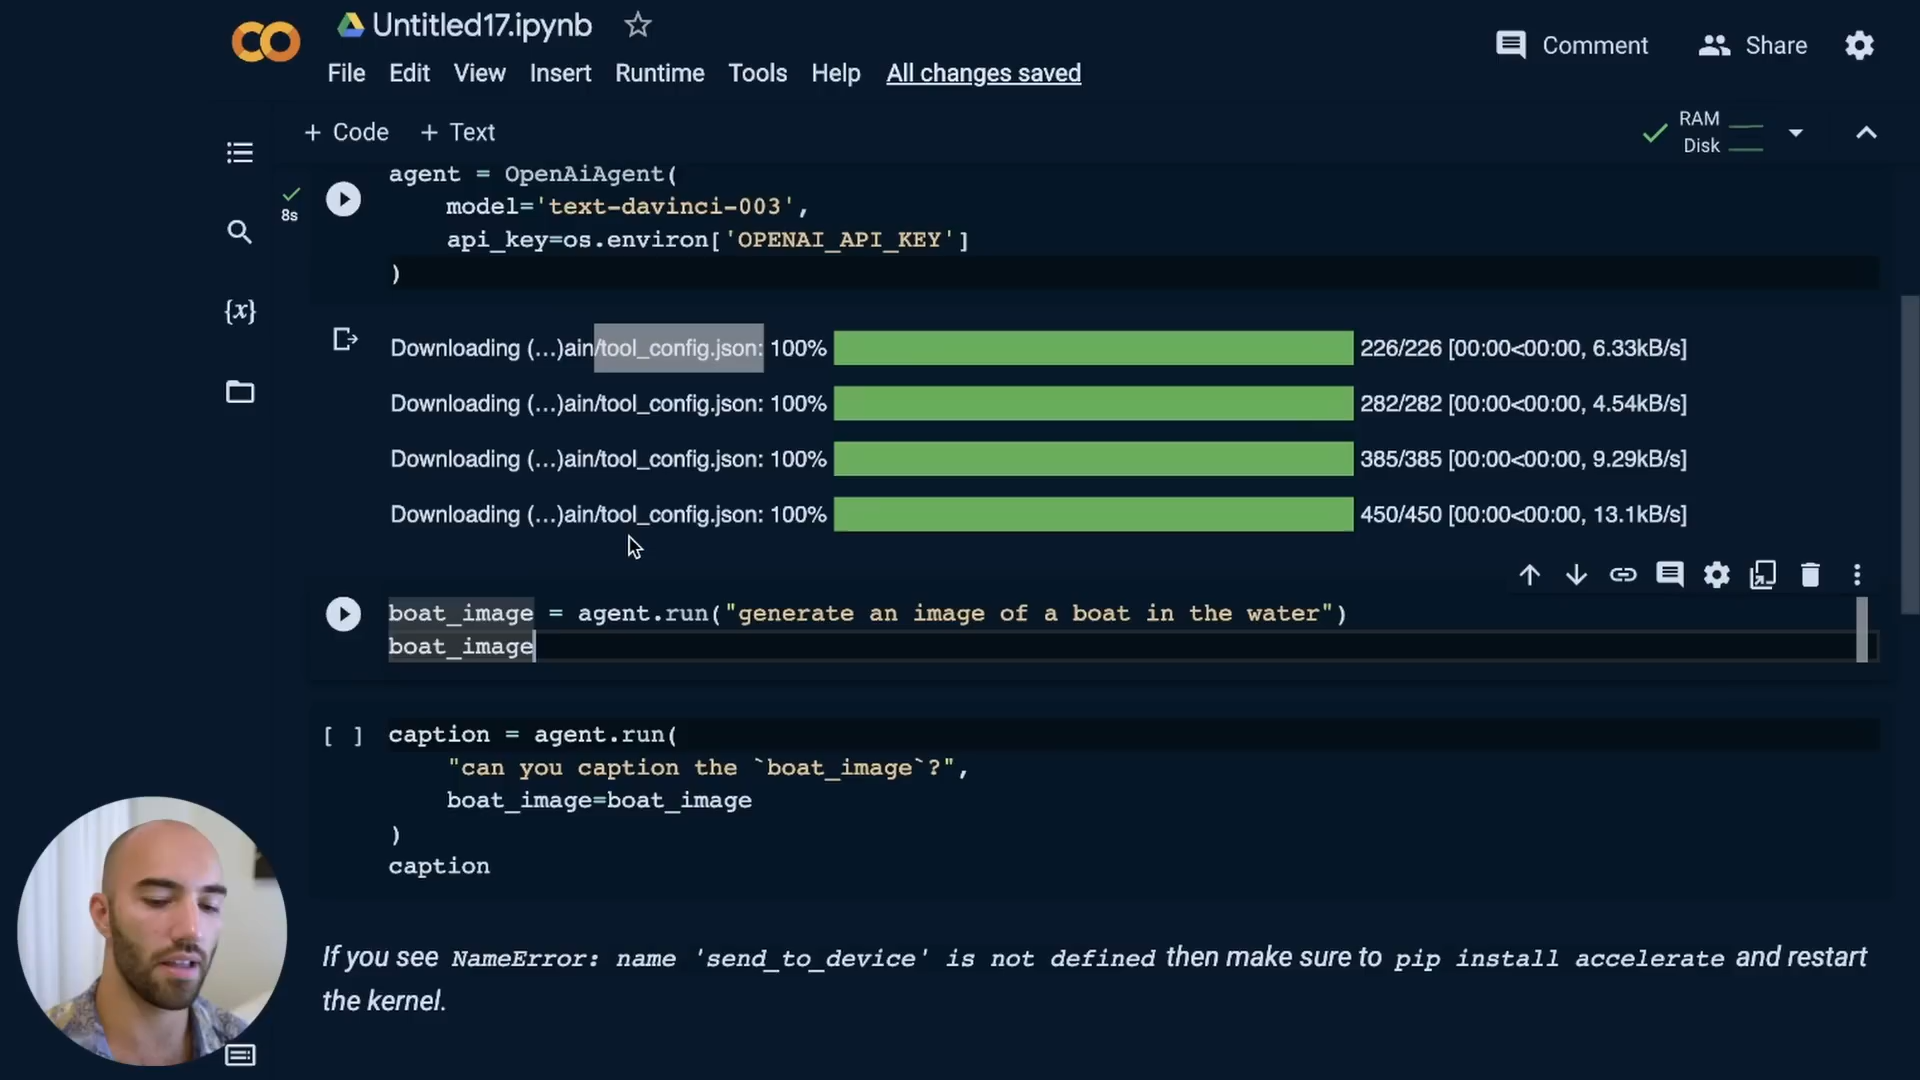 Untitled17.ipynb
Comment
Share
File Edit View Insert Runtime Tools Help All changes saved
+ Code + Text
RAM
Disk
8s
agent = OpenAiAgent(
model='text-davinci-003',
api_key=os.environ['OPENAI_API_KEY']
)
Downloading (...)ain/tool_config.json: 100% 226/226 [00:00<00:00, 6.33kB/s]
Downloading (...)ain/tool_config.json: 100% 282/282 [00:00<00:00, 4.54kB/s]
Downloading (...)ain/tool_config.json: 100% 385/385 [00:00<00:00, 9.29kB/s]
Downloading (...)ain/tool_config.json: 100% 450/450 [00:00<00:00, 13.1kB/s]
boat_image = agent.run("generate an image of a boat in the water")
boat_image
[ ] caption = agent.run(
"can you caption the `boat_image`?",
boat_image=boat_image
)
caption
If you see NameError: name 'send_to_device' is not defined then make sure to pip install accelerate and restart
the kernel.